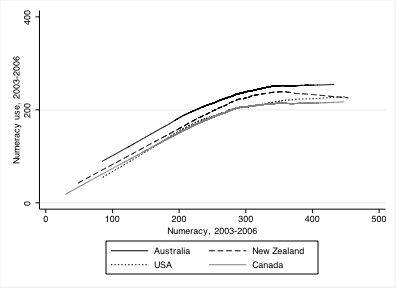 400
200
0
Numeracy use, 2003-2006
0 100 200 300 400 500
Numeracy, 2003-2006
Australia New Zealand
USA Canada